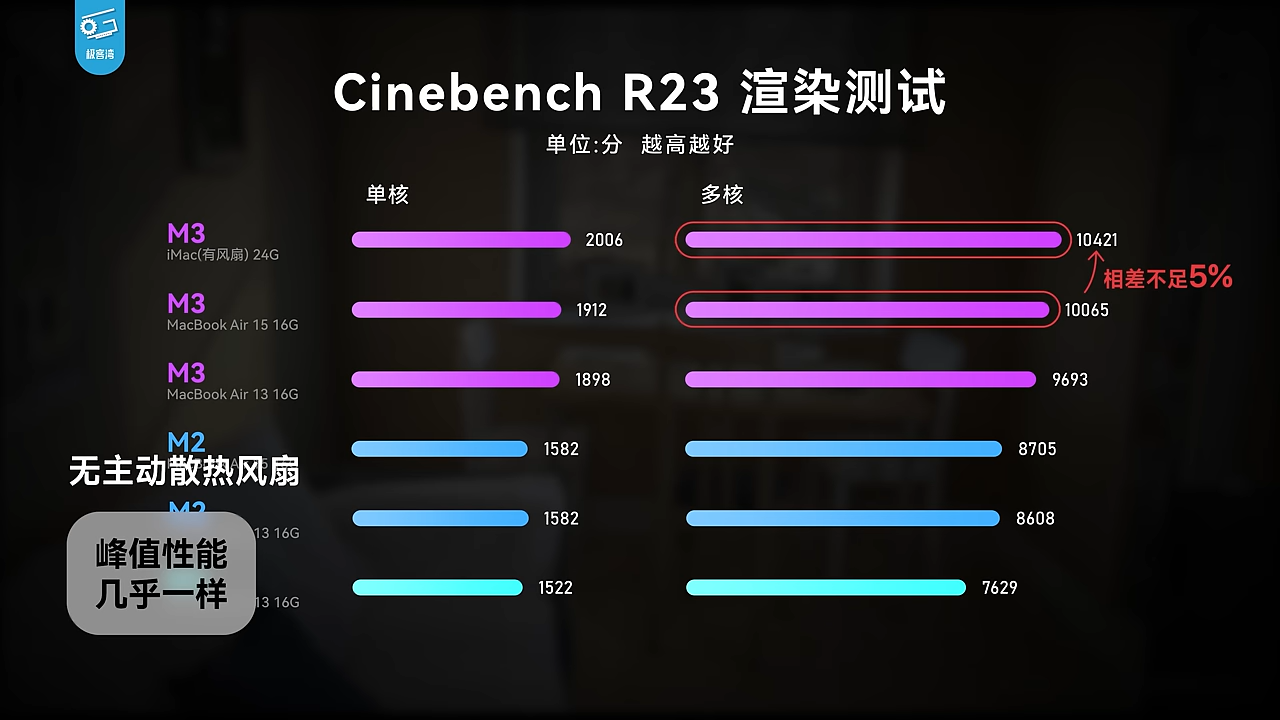 极客湾
Cinebench R23 渲染测试
单位:分 越高越好
单核 多核
M3
iMac(有风扇) 24G
2006
10421
相差不足5%
M3
MacBook Air 15 16G
1912
10065
M3
MacBook Air 13 16G
1898
9693
M2
1582
8705
无主动散热风扇
M2
13 16G
1582
8608
峰值性能
几乎一样
13 16G
1522
7629